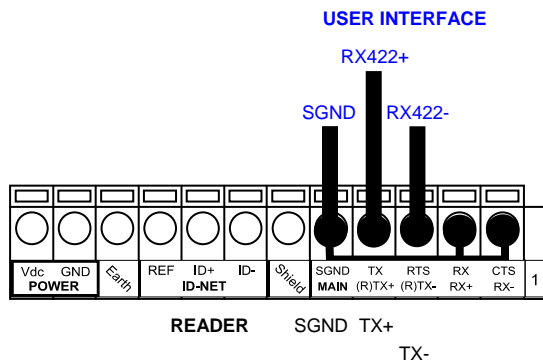 USER INTERFACE
RX422+
SGND RX422-
Vdc GND Earth REF ID+ ID- Shield SGND TX RTS RX CTS 1
POWER ID-NET MAIN (R)TX+ (R)TX- RX+ RX-
READER SGND TX+
TX-